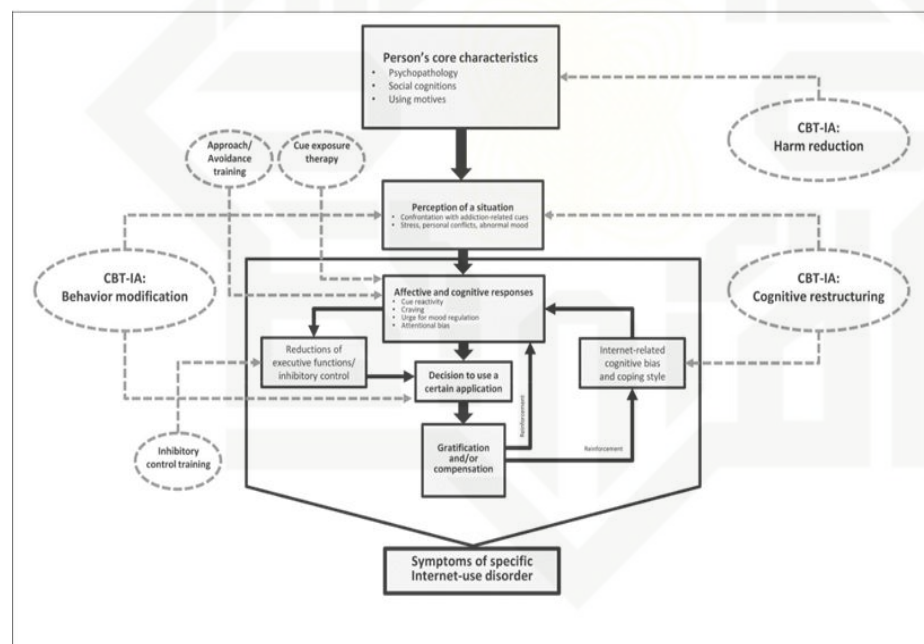 Person's core characteristics
• Psychopathology
• Social cognitions
• Using motives
CBT-IA:
Harm reduction
Approach/
Avoidance
training
Cue exposure
therapy
Perception of a situation
• Confrontation with addiction-related cues
• Stress, personal conflicts, abnormal mood
CBT-IA:
Behavior modification
CBT-IA:
Cognitive restructuring
Affective and cognitive responses
• Cue reactivity
• Craving
• Urge for mood regulation
• Attentional bias
Reductions of
executive functions/
inhibitory control
Internet-related
cognitive bias
and coping style
Decision to use a
certain application
Reinforcement
Gratification
and/or
compensation
Reinforcement
Inhibitory
control training
Symptoms of specific
Internet-use disorder